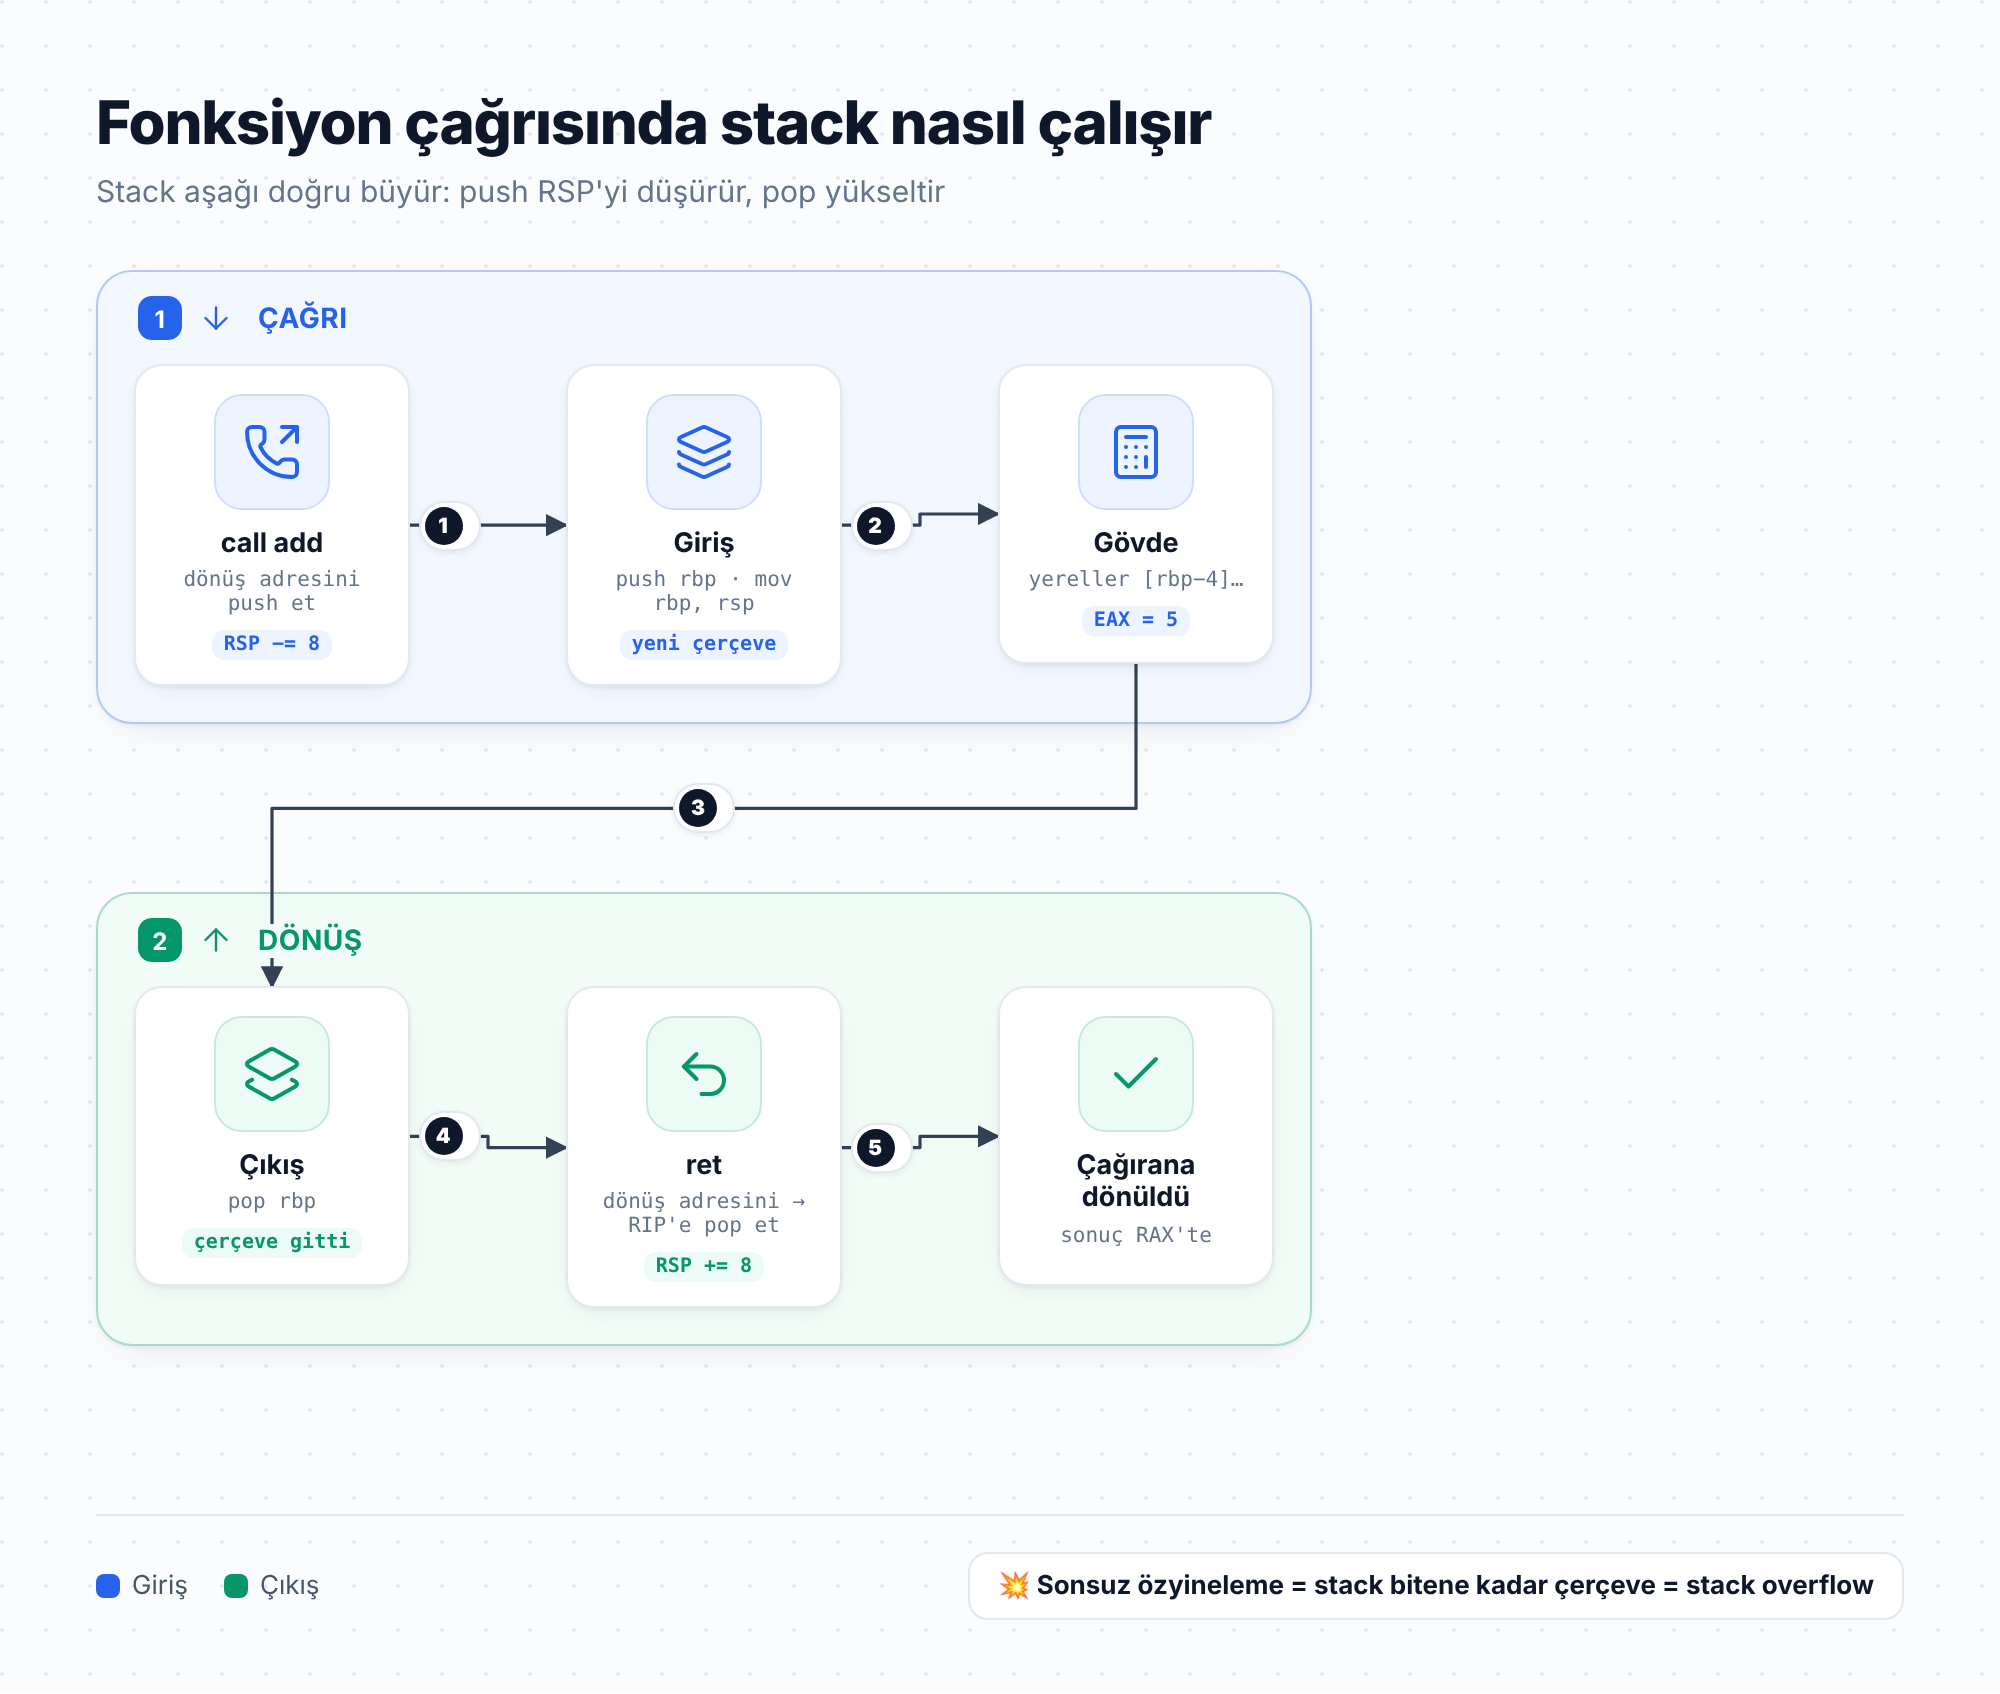 Fonksiyon çağrısında stack nasıl çalışır
Stack aşağı doğru büyür: push RSP'yi düşürür, pop yükseltir
1 ↓ ÇAĞRI
call add
dönüş adresini
push et
RSP −= 8
1
Giriş
push rbp · mov
rbp, rsp
yeni çerçeve
2
Gövde
yereller [rbp−4]…
EAX = 5
3
2 ↑ DÖNÜŞ
Çıkış
pop rbp
çerçeve gitti
4
ret
dönüş adresini →
RIP'e pop et
RSP += 8
5
Çağırana
dönüldü
sonuç RAX'te
Giriş
Çıkış
💥 Sonsuz özyineleme = stack bitene kadar çerçeve = stack overflow